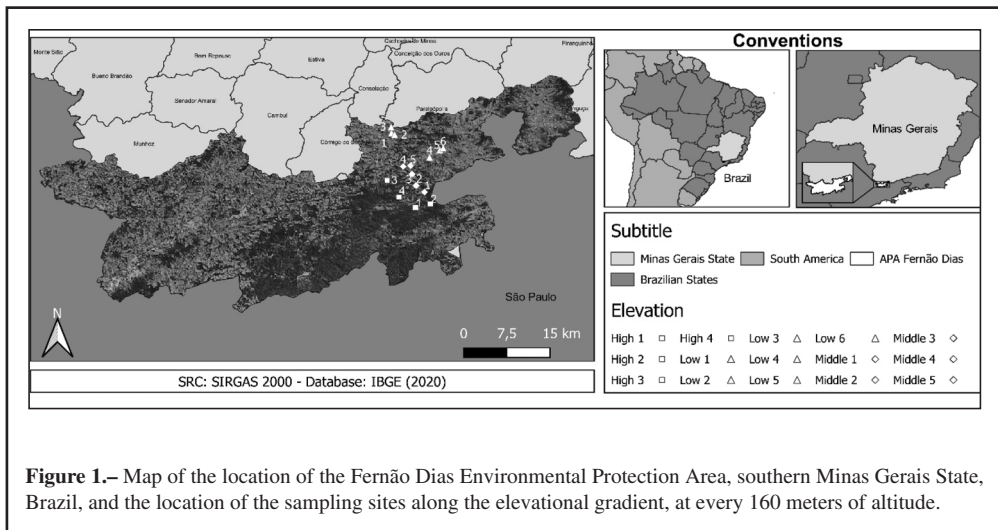 Monte Sião
Bom Repouso
Estiva
Cachoeira de Minas
Conceição dos Ouros
Piranguinho
Bueno Brandão
Senador Amaral
Consolação
Cambuí
Paraisópolis
Munhoz
Córrego do Bom Jesus
São Paulo
N
0 7,5 15 km
SRC: SIRGAS 2000 - Database: IBGE (2020)
Conventions
Brazil
Minas Gerais
Subtitle
Minas Gerais State South America APA Fernão Dias
Brazilian States
Elevation
High 1 High 4 Low 3 Low 6 Middle 3
High 2 Low 1 Low 4 Middle 1 Middle 4
High 3 Low 2 Low 5 Middle 2 Middle 5
Figure 1.– Map of the location of the Fernão Dias Environmental Protection Area, southern Minas Gerais State,
Brazil, and the location of the sampling sites along the elevational gradient, at every 160 meters of altitude.